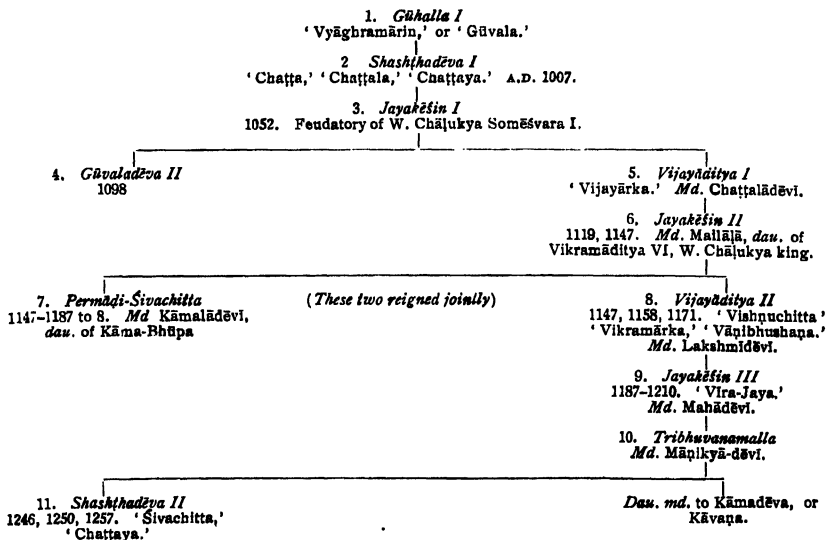 1. Gūhalla I
'Vyāghramārin,' or 'Gūvala.'
2 Shashṭhadēva I
'Chaṭṭa,' 'Chaṭṭala,' 'Chaṭṭaya.' A.D. 1007.
3. Jayakēśin I
1052. Feudatory of W. Chāḷukya Somēśvara I.
4. Gūvaladēva II
1098
5. Vijayāditya I
'Vijayārka.' Md. Chaṭṭalādēvī.
6. Jayakēśin II
1119, 1147. Md. Maiḷaḷā, dau. of
Vikramāditya VI, W. Chāḷukya king.
7. Permāḍi-Śivachitta
1147-1187 to 8. Md Kāmalādēvī,
dau. of Kāma-Bhūpa
(These two reigned jointly)
8. Vijayāditya II
1147, 1158, 1171. 'Vishṇuchitta'
'Vikramārka,' 'Vāṇibhushaṇa.'
Md. Lakshmīdēvī.
9. Jayakēśin III
1187-1210. 'Vīra-Jaya.'
Md. Mahādēvī.
10. Tribhuvanamalla
Md. Māṇikyā-dēvī.
11. Shashṭhadēva II
1246, 1250, 1257. 'Śivachitta,'
'Chaṭṭaya.'
Dau. md. to Kāmadēva, or
Kāvaṇa.